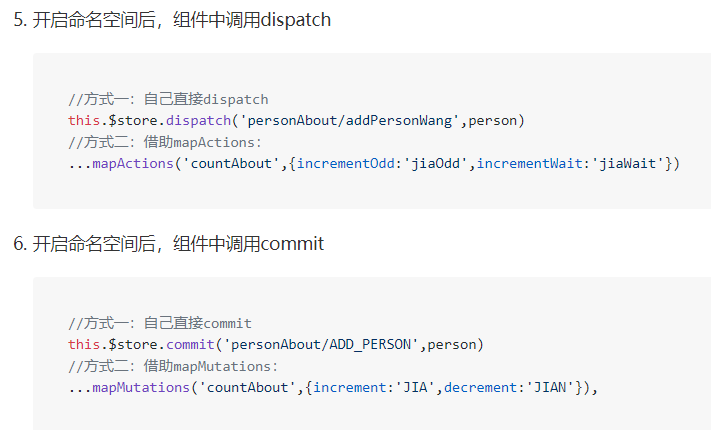 5. 开启命名空间后，组件中调用dispatch
//方式一：自己直接dispatch
this.$store.dispatch('personAbout/addPersonWang',person)
//方式二：借助mapActions：
...mapActions('countAbout',{incrementOdd:'jiaOdd',incrementWait:'jiaWait'})
6. 开启命名空间后，组件中调用commit
//方式一：自己直接commit
this.$store.commit('personAbout/ADD_PERSON',person)
//方式二：借助mapMutations：
...mapMutations('countAbout',{increment:'JIA',decrement:'JIAN'}),